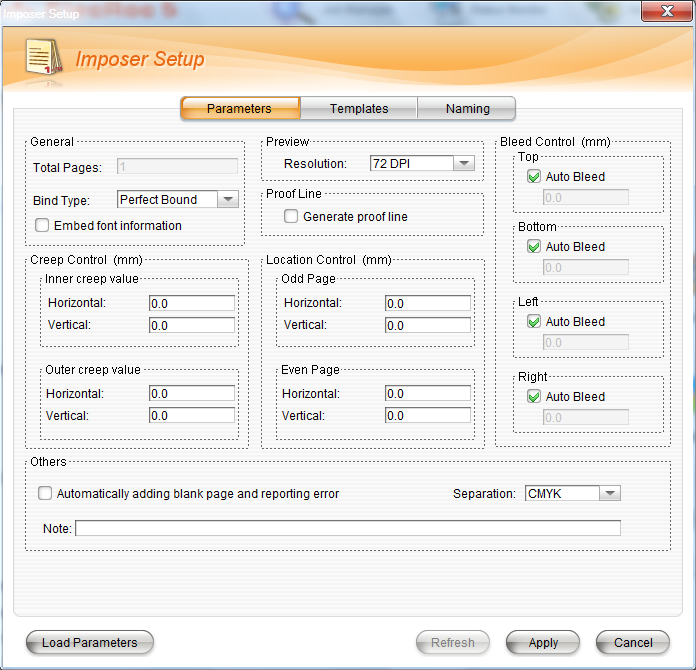 Imposer Setup
Imposer Setup
Parameters
Templates
Naming
General
Total Pages: 1
Bind Type: Perfect Bound
Embed font information
Preview
Resolution: 72 DPI
Proof Line
Generate proof line
Bleed Control (mm)
Top
Auto Bleed
0.0
Bottom
Auto Bleed
0.0
Left
Auto Bleed
0.0
Right
Auto Bleed
0.0
Creep Control (mm)
Inner creep value
Horizontal: 0.0
Vertical: 0.0
Outer creep value
Horizontal: 0.0
Vertical: 0.0
Location Control (mm)
Odd Page
Horizontal: 0.0
Vertical: 0.0
Even Page
Horizontal: 0.0
Vertical: 0.0
Others
Automatically adding blank page and reporting error
Separation: CMYK
Note:
Load Parameters
Refresh
Apply
Cancel